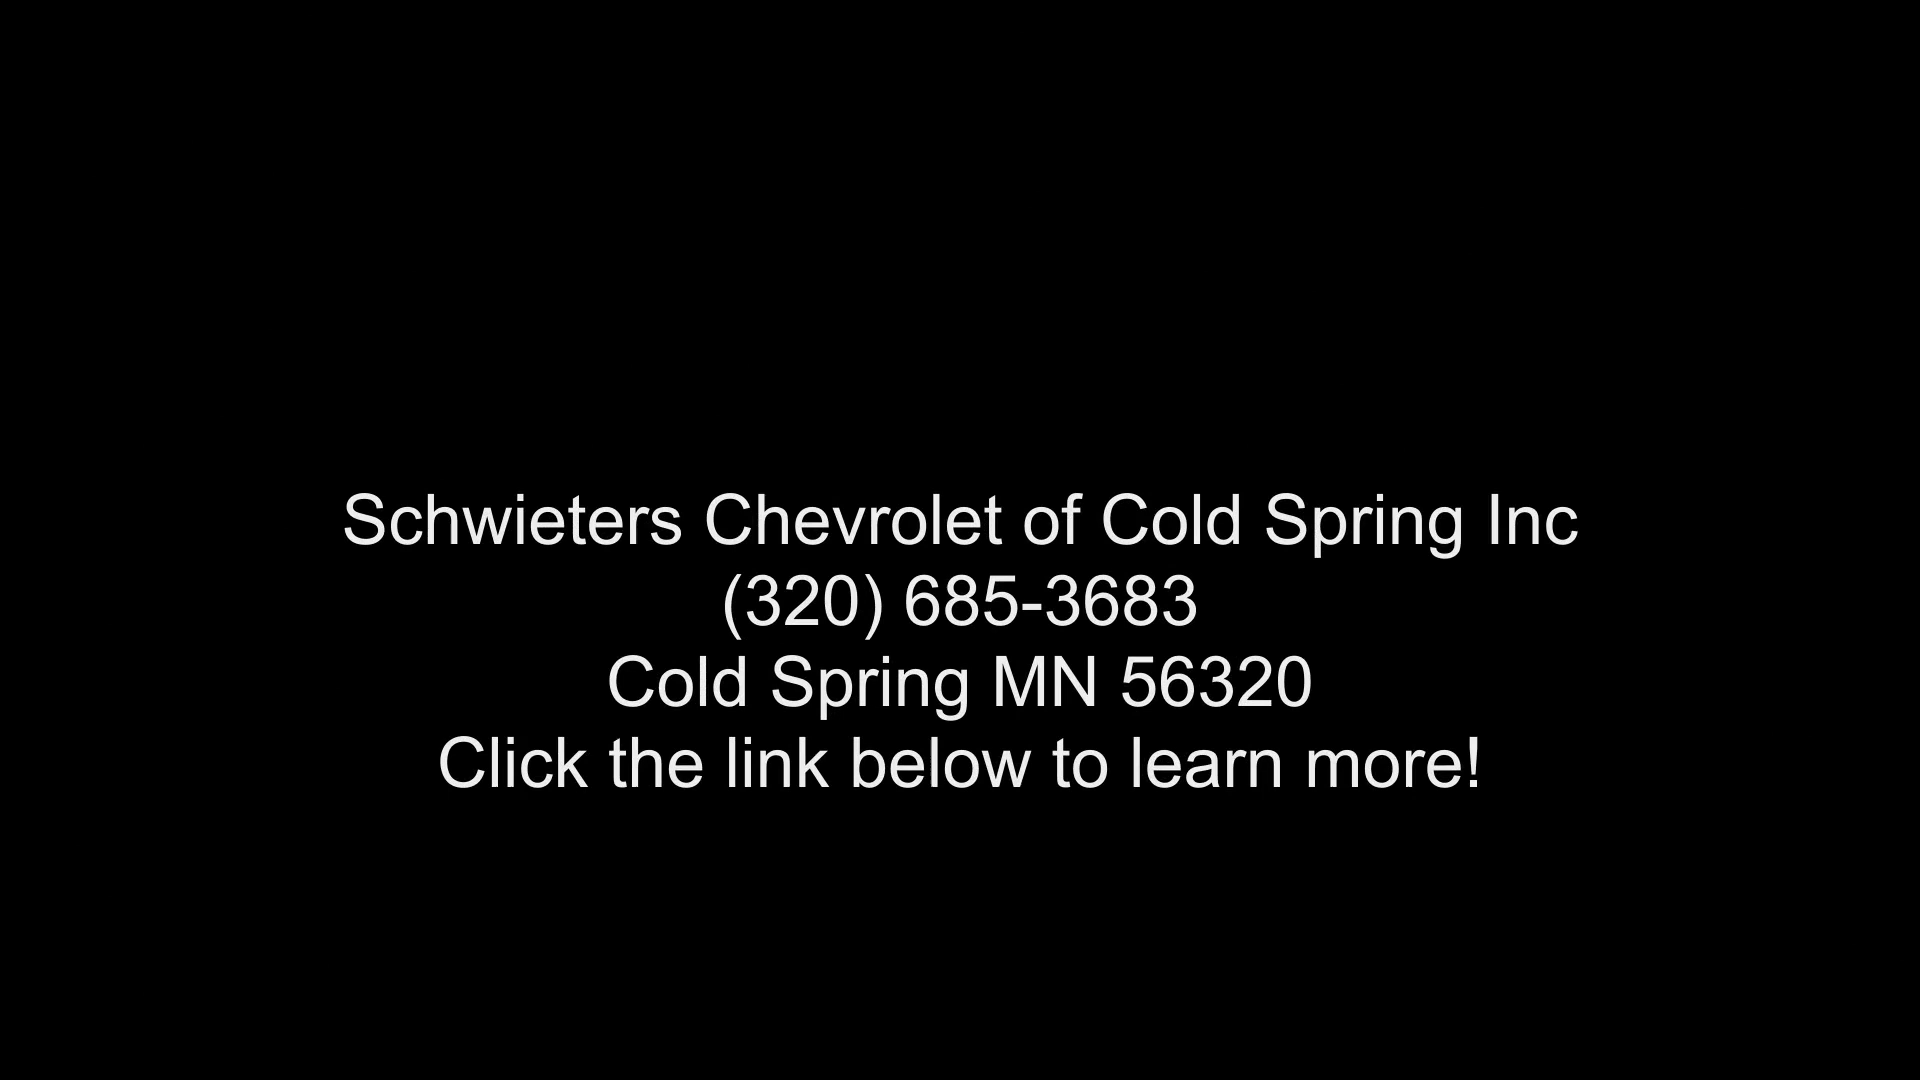 Schwieters Chevrolet of Cold Spring Inc
(320) 685-3683
Cold Spring MN 56320
Click the link below to learn more!